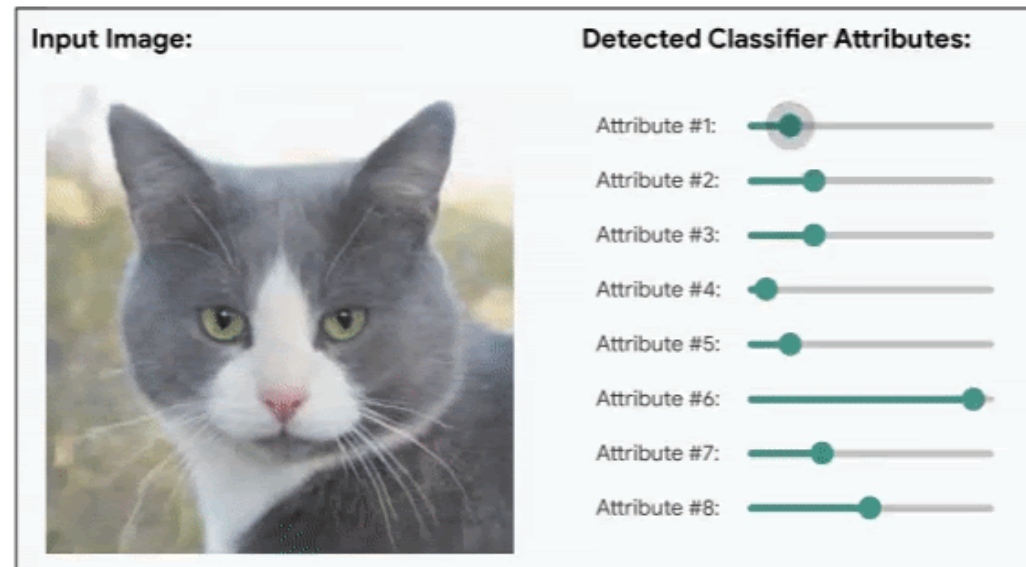 Input Image:
Detected Classifier Attributes:
Attribute #1:
Attribute #2:
Attribute #3:
Attribute #4:
Attribute #5:
Attribute #6:
Attribute #7:
Attribute #8: